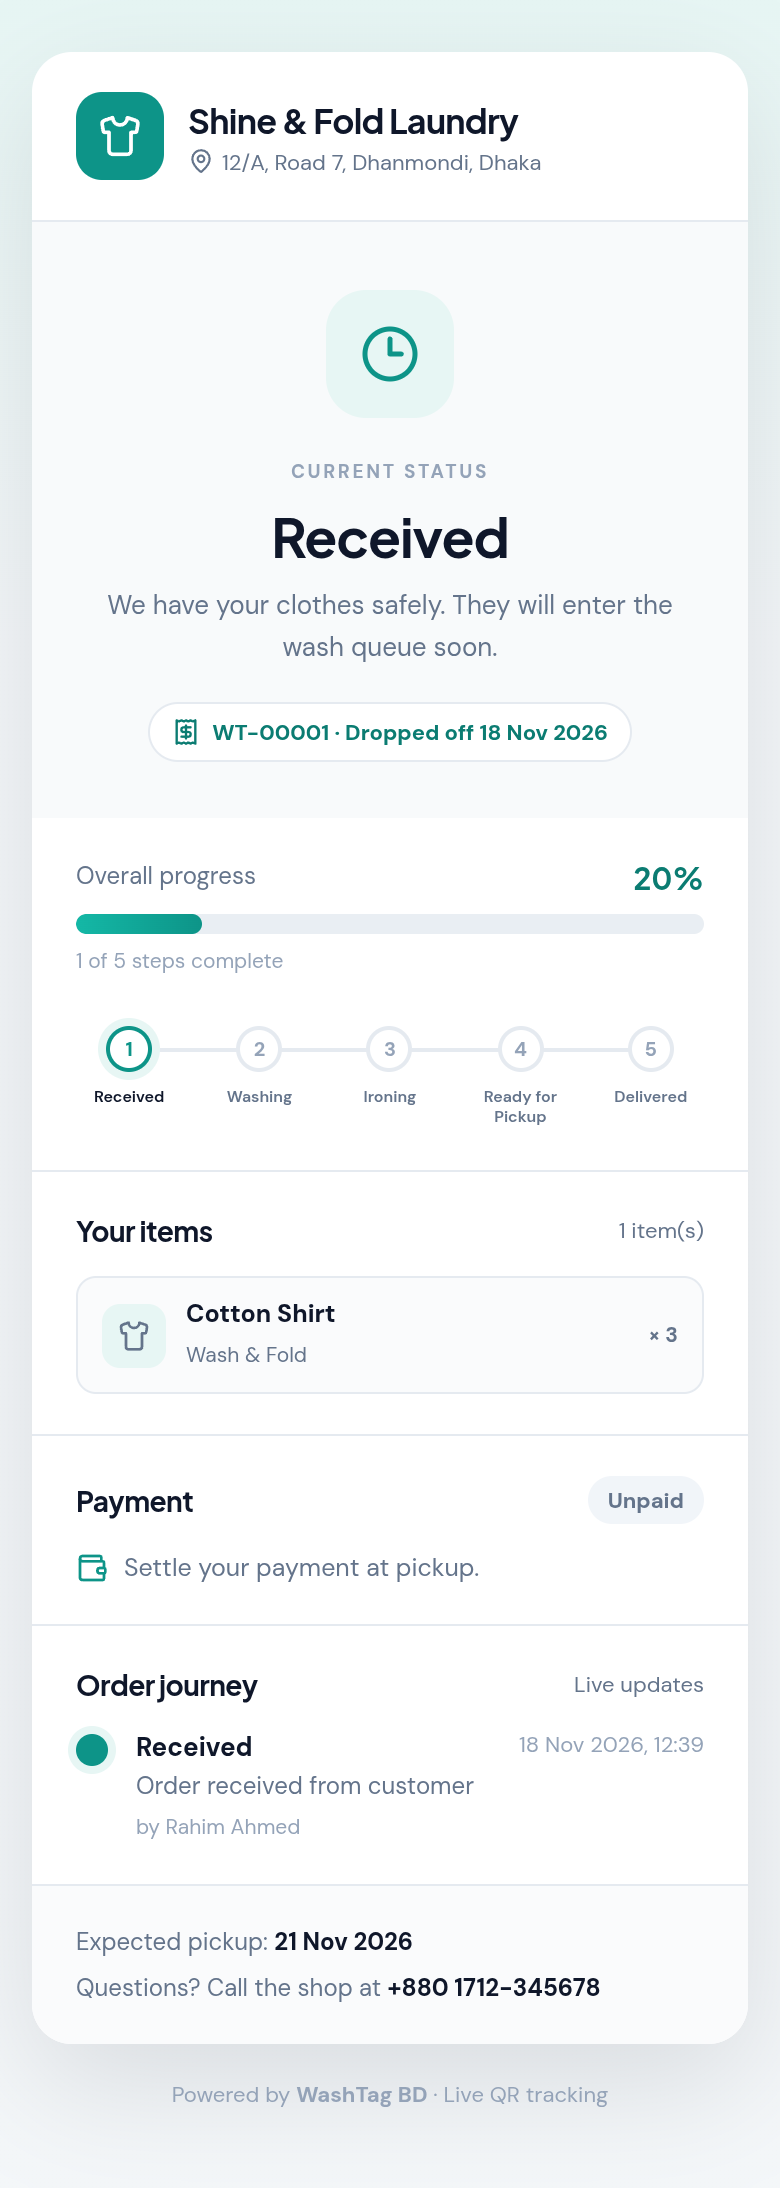 Shine & Fold Laundry
12/A, Road 7, Dhanmondi, Dhaka
CURRENT STATUS
Received
We have your clothes safely. They will enter the
wash queue soon.
WT-00001 · Dropped off 18 Nov 2026
Overall progress 20%
1 of 5 steps complete
1 2 3 4 5
Received Washing Ironing Ready for Delivered
Pickup
Your items 1 item(s)
Cotton Shirt
Wash & Fold × 3
Payment Unpaid
Settle your payment at pickup.
Order journey Live updates
Received 18 Nov 2026, 12:39
Order received from customer
by Rahim Ahmed
Expected pickup: 21 Nov 2026
Questions? Call the shop at +880 1712-345678
Powered by WashTag BD · Live QR tracking